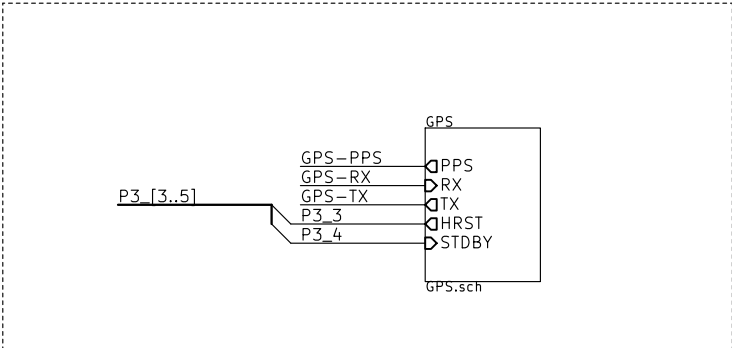 GPS
GPS-PPS
PPS
GPS-RX
RX
P3_[3..5]
GPS-TX
TX
P3_3
HRST
P3_4
STDBY
GPS.sch